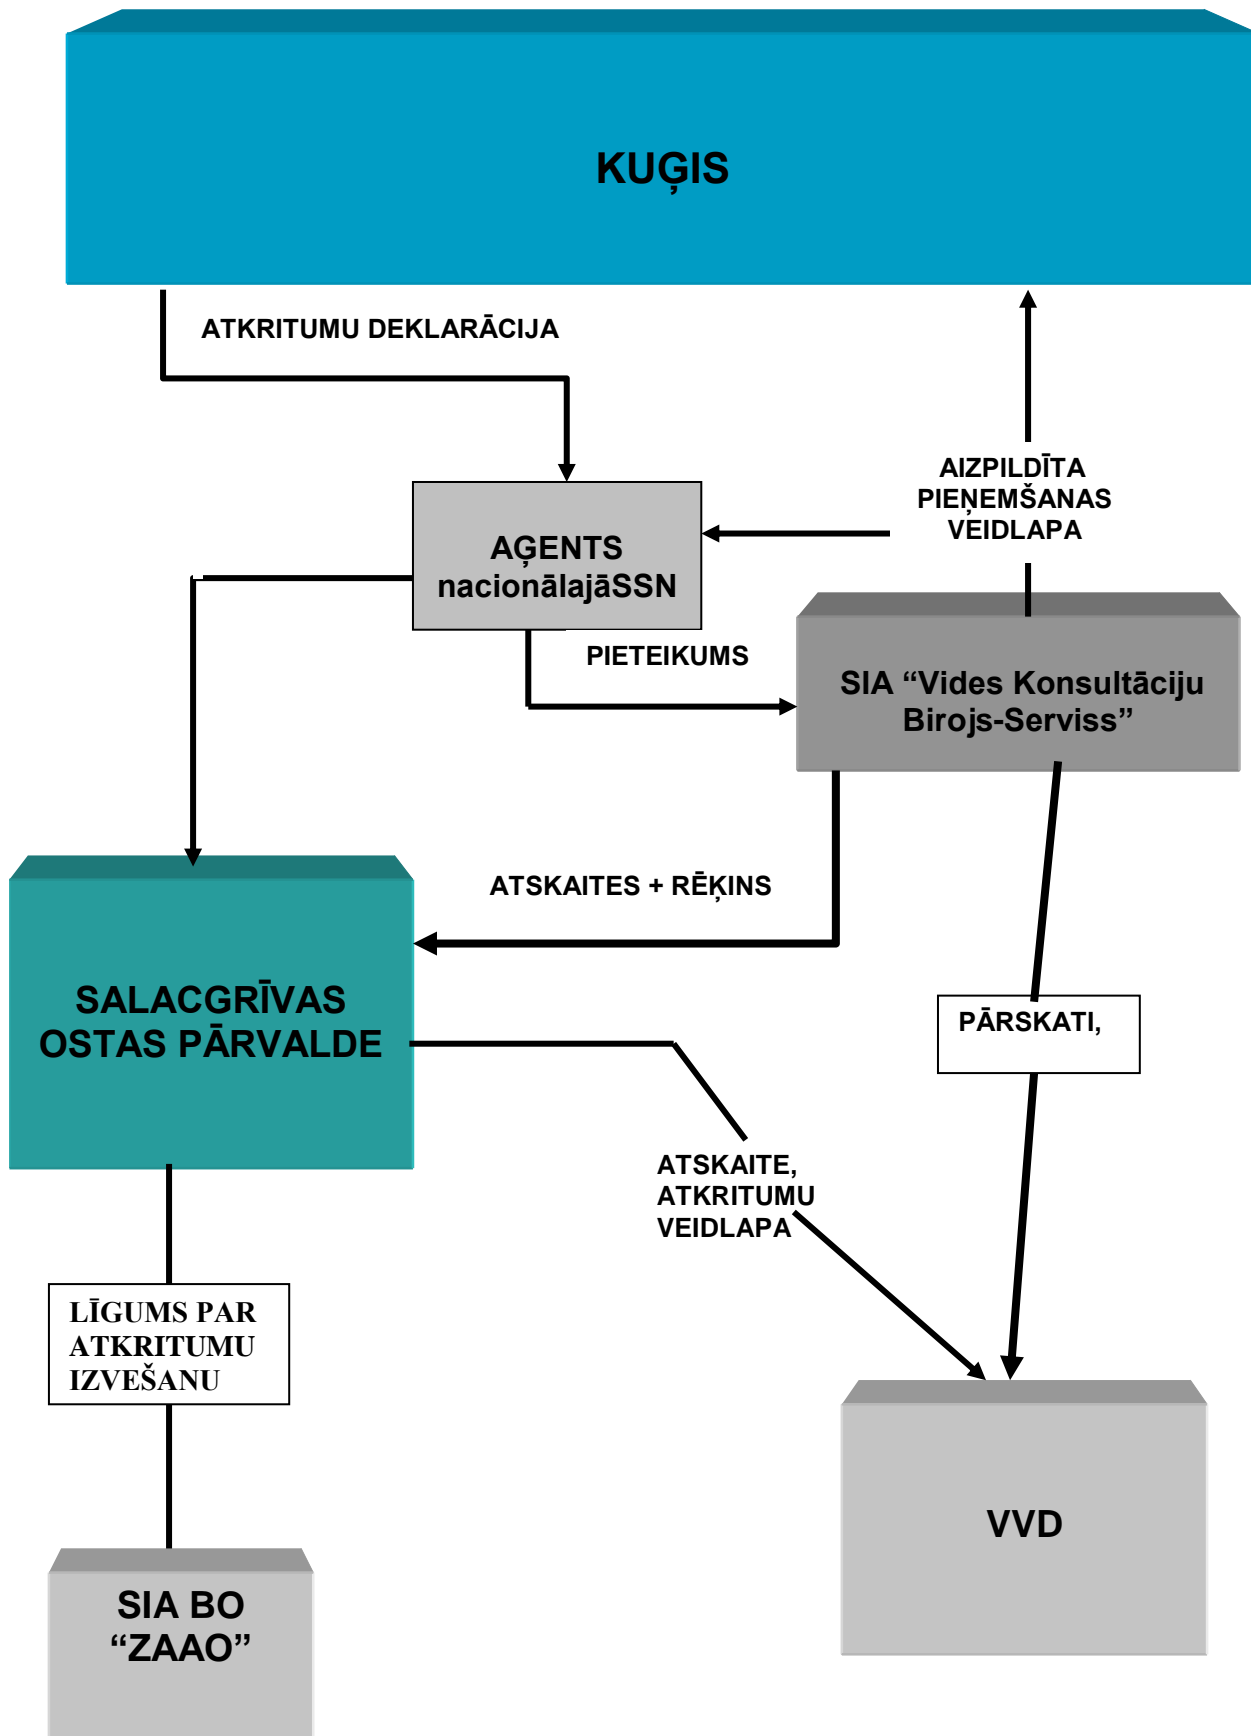 KUĢIS
ATKRITUMU DEKLARĀCIJA
AIZPILDĪTA
PIEŅEMŠANAS
VEIDLAPA
AĢENTS
nacionālajāSSN
PIETEIKUMS
SIA “Vides Konsultāciju
Birojs-Serviss”
ATSKAITES + RĒĶINS
SALACGRĪVAS
OSTAS PĀRVALDE
PĀRSKATI,
ATSKAITE,
ATKRITUMU
VEIDLAPA
LĪGUMS PAR
ATKRITUMU
IZVEŠANU
VVD
SIA BO
“ZAAO”